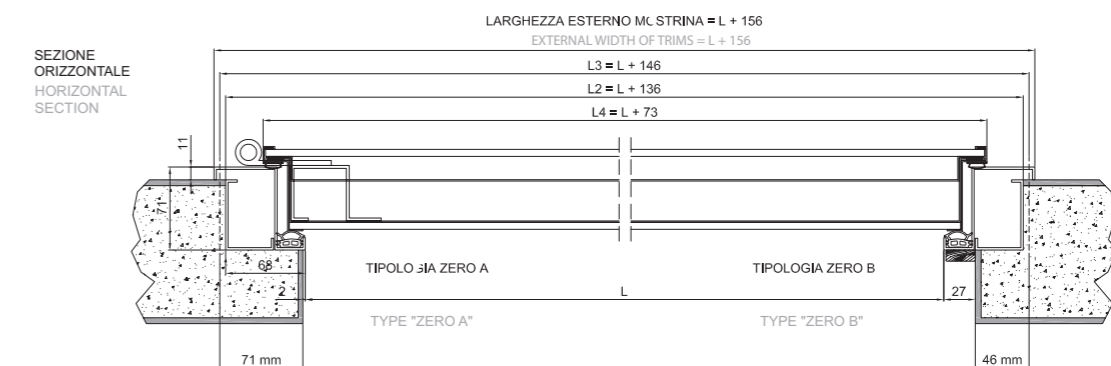 LARGHEZZA ESTERNO MOSTRINA = L + 156
EXTERNAL WIDTH OF TRIMS = L + 156
SEZIONE
ORIZZONTALE
HORIZONTAL
SECTION
L3 = L + 146
L2 = L + 136
L4 = L + 73
11
71
68
TIPOLOGIA ZERO A
TIPOLOGIA ZERO B
2
L
27
TYPE "ZERO A"
TYPE "ZERO B"
71 mm
46 mm